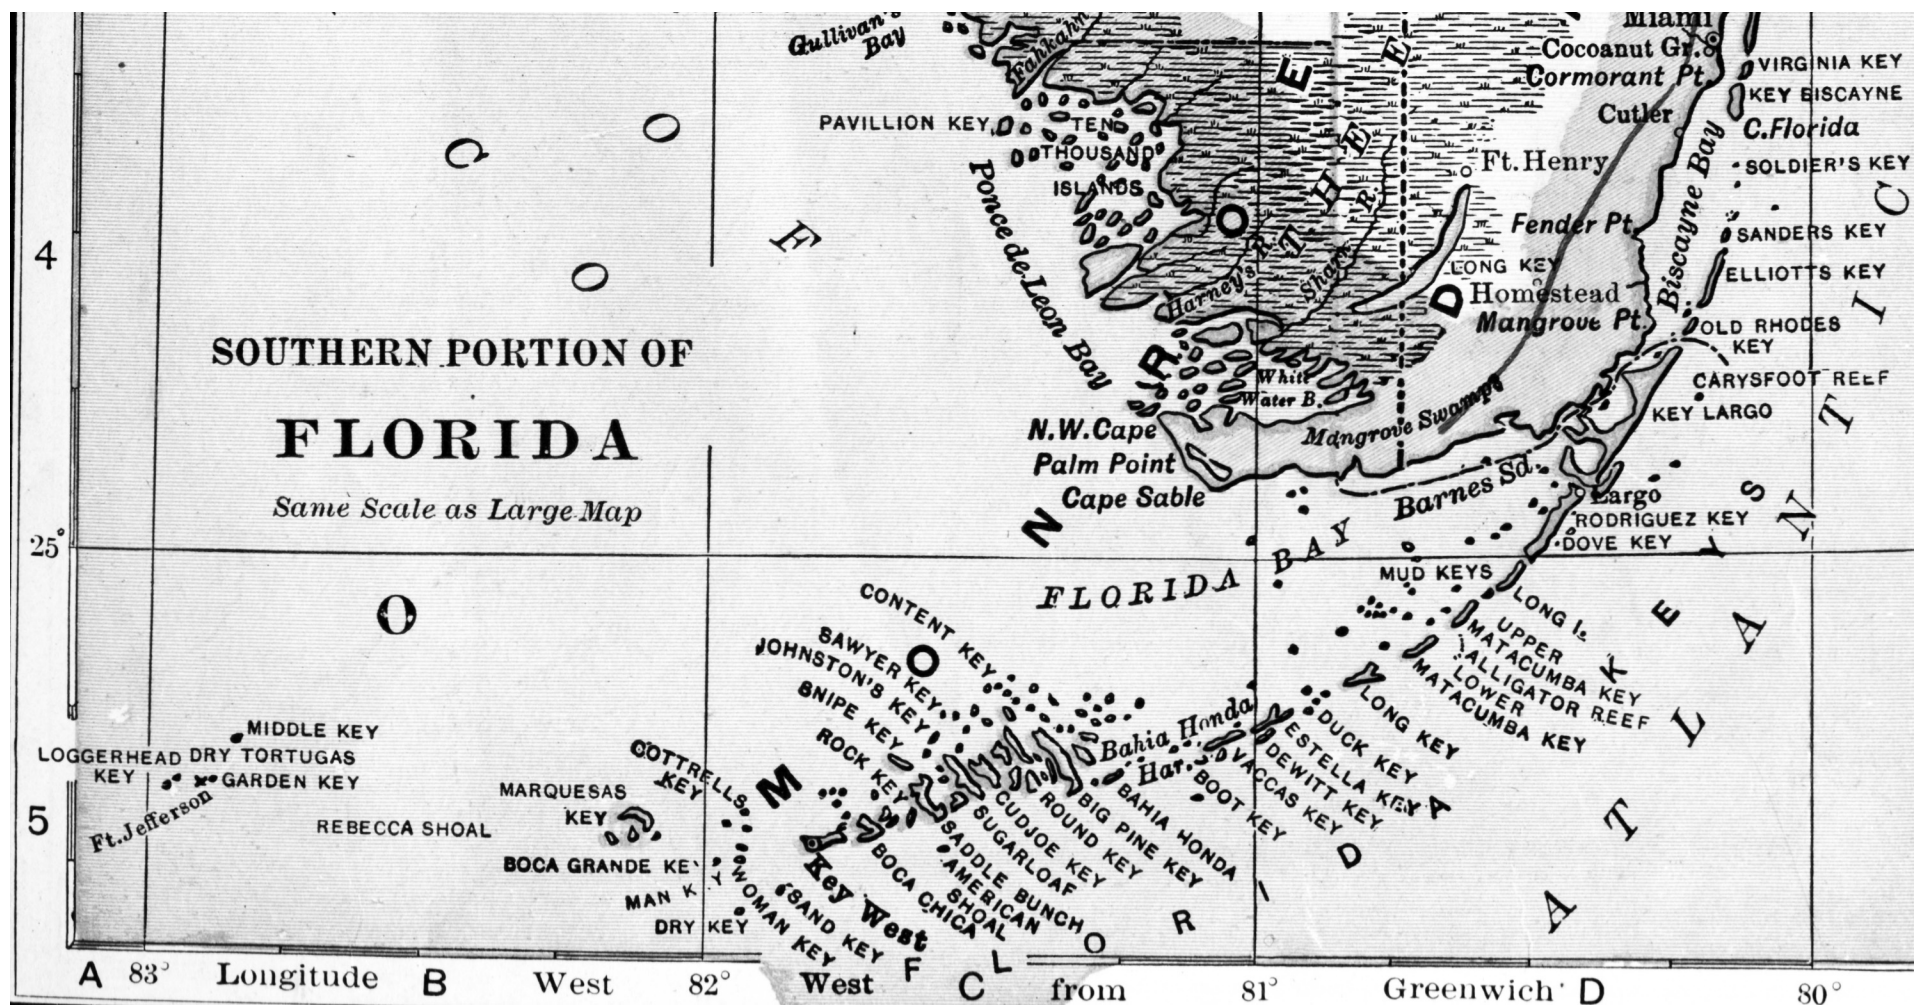 Gullivan's
Bay
Fahkahn
Miami
Cocoanut Gr.
Cormorant Pt.
Cutler
VIRGINIA KEY
KEY BISCAYNE
C.Florida
SOLDIER'S KEY
Biscayne Bay
PAVILLION KEY
TEN
THOUSAND
ISLANDS
Ponce de Leon Bay
Harney's R.
Shark R.
THE
E
Ft. Henry
Fender Pt.
SANDERS KEY
ELLIOTTS KEY
LONG KEY
Homestead
Mangrove Pt.
OLD RHODES
KEY
CARYSFOOT REEF
KEY LARGO
White
Water B.
Mangrove Swamp
N.W.Cape
Palm Point
Cape Sable
MONROE
D
Barnes Sd.
Largo
RODRIGUEZ KEY
DOVE KEY
MUD KEYS
4
SOUTHERN PORTION OF
FLORIDA
Same Scale as Large Map
25°
GULF
O
F
FLORIDA BAY
LONG I.
UPPER
MATACUMBA KEY
ALLIGATOR REEF
LOWER
MATACUMBA KEY
LONG KEY
DUCK KEY
ESTELLA KEY
DEWITT KEY
VACCAS KEY
BOOT KEY
Bahia Honda
Har.
BAHIA HONDA
BIG PINE KEY
ROUND KEY
CUDJOE KEY
SUGARLOAF
SADDLE BUNCH
AMERICAN
SHOAL
BOCA CHICA
Key West
CONTENT KEY
SAWYER KEY
JOHNSTON'S KEY
SNIPE KEY
ROCK KEY
COTTRELLS
KEY
MIDDLE KEY
LOGGERHEAD
KEY
DRY TORTUGAS
GARDEN KEY
Ft. Jefferson
REBECCA SHOAL
MARQUESAS
KEY
BOCA GRANDE KEY
MAN KEY
DRY KEY
WOMAN KEY
SAND KEY
5
FLORIDA KEYS
ATLANTIC
A 83° Longitude B West 82° West C from 81° Greenwich D 80°